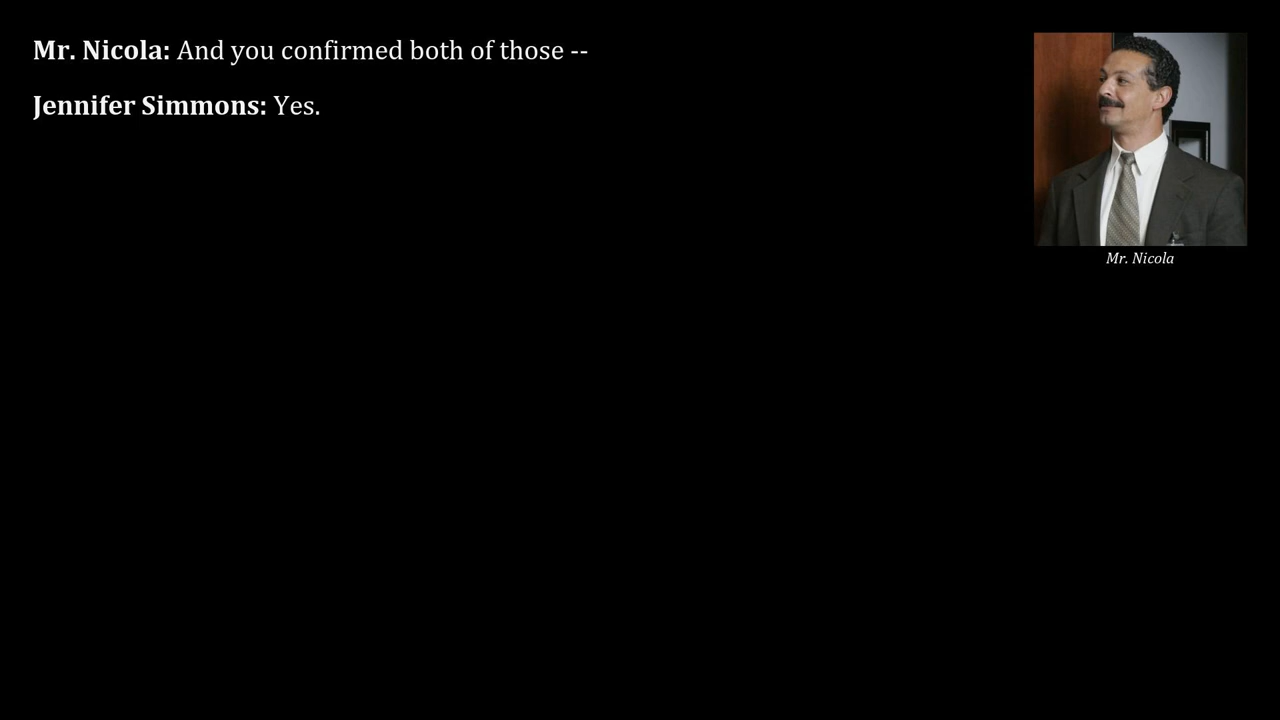 Mr. Nicola: And you confirmed both of those --
Jennifer Simmons: Yes.
Mr. Nicola